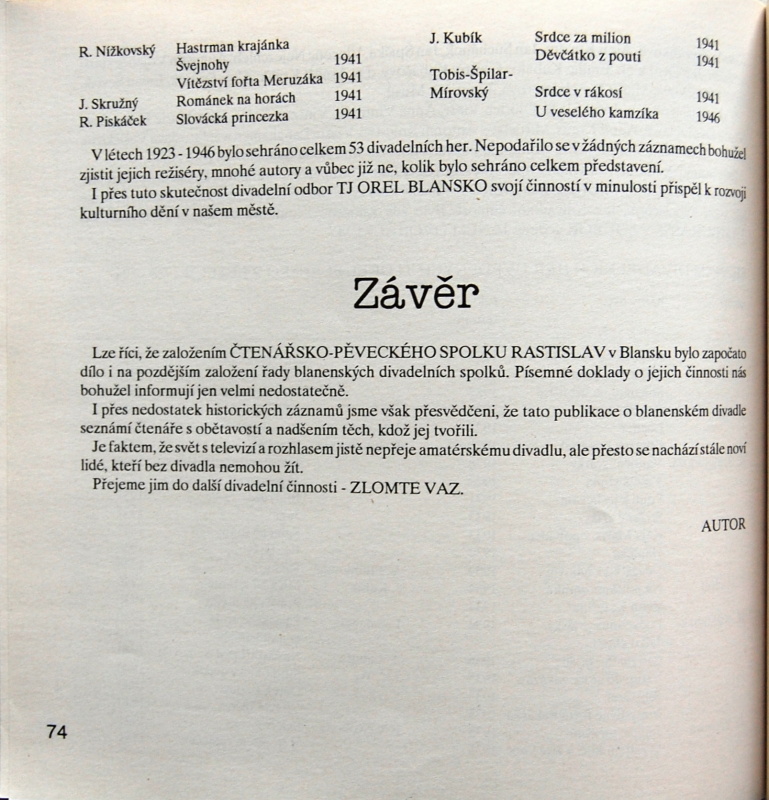 R. Nížkovský Hastrman krajánka
Švejnohy 1941
Vítězství fořta Meruzáka 1941
J. Skružný Románek na horách 1941
R. Piskáček Slovácká princezka 1941
J. Kubík Srdce za milion 1941
Děvčátko z pouti 1941
Tobis-Špilar-
Mírovský Srdce v rákosí 1941
U veselého kamzíka 1946
V létech 1923 - 1946 bylo sehráno celkem 53 divadelních her. Nepodařilo se v žádných záznamech bohužel
zjistit jejich režiséry, mnohé autory a vůbec již ne, kolik bylo sehráno celkem představení.
I přes tuto skutečnost divadelní odbor TJ OREL BLANSKO svojí činností v minulosti přispěl k rozvoji
kulturního dění v našem městě.
Závěr
Lze říci, že založením ČTENÁŘSKO-PĚVECKÉHO SPOLKU RASTISLAV v Blansku bylo započato
dílo i na pozdějším založení řady blanenských divadelních spolků. Písemné doklady o jejich činnosti nás
bohužel informují jen velmi nedostatečně.
I přes nedostatek historických záznamů jsme však přesvědčeni, že tato publikace o blanenském divadle
seznámí čtenáře s obětavostí a nadšením těch, kdož jej tvořili.
Je faktem, že svět s televizí a rozhlasem jistě nepřeje amatérskému divadlu, ale přesto se nachází stále noví
lidé, kteří bez divadla nemohou žít.
Přejeme jim do další divadelní činnosti - ZLOMTE VAZ.
AUTOR
74